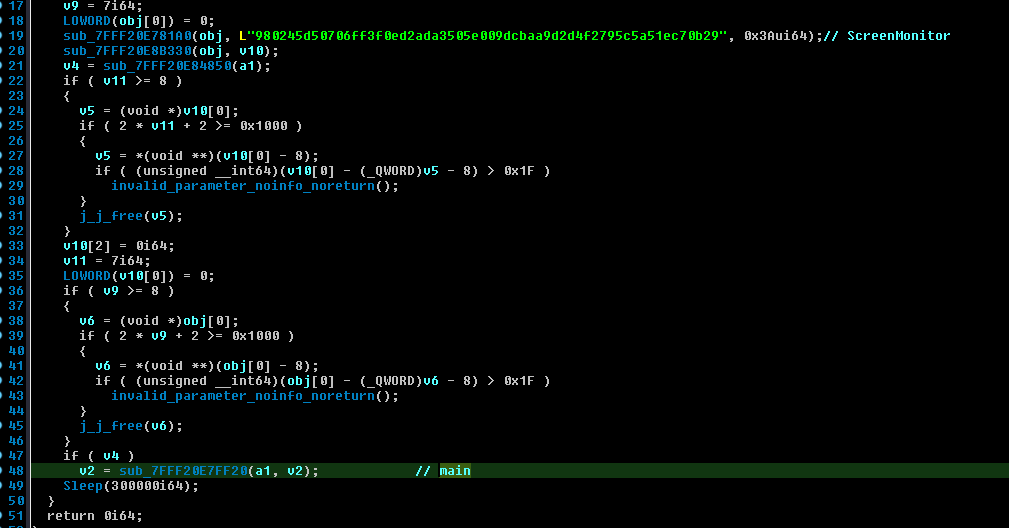 17 v9 = 7i64;
18 LOWORD(obj[0]) = 0;
19 sub_7FFF20E781A0(obj, L"980245d50706ff3f0ed2ada3505e009dcbaa9d2d4f2795c5a51ec70b29", 0x3Aui64);// ScreenMonitor
20 sub_7FFF20E8B330(obj, v10);
21 v4 = sub_7FFF20E84850(a1);
22 if ( v11 >= 8 )
23 {
24 v5 = (void *)v10[0];
25 if ( 2 * v11 + 2 >= 0x1000 )
26 {
27 v5 = *(void **)(v10[0] - 8);
28 if ( (unsigned __int64)(v10[0] - (_QWORD)v5 - 8) > 0x1F )
29 invalid_parameter_noinfo_noreturn();
30 }
31 j_j_free(v5);
32 }
33 v10[2] = 0i64;
34 v11 = 7i64;
35 LOWORD(v10[0]) = 0;
36 if ( v9 >= 8 )
37 {
38 v6 = (void *)obj[0];
39 if ( 2 * v9 + 2 >= 0x1000 )
40 {
41 v6 = *(void **)(obj[0] - 8);
42 if ( (unsigned __int64)(obj[0] - (_QWORD)v6 - 8) > 0x1F )
43 invalid_parameter_noinfo_noreturn();
44 }
45 j_j_free(v6);
46 }
47 if ( v4 )
48 v2 = sub_7FFF20E7FF20(a1, v2); // main
49 Sleep(300000i64);
50 }
51 return 0i64;